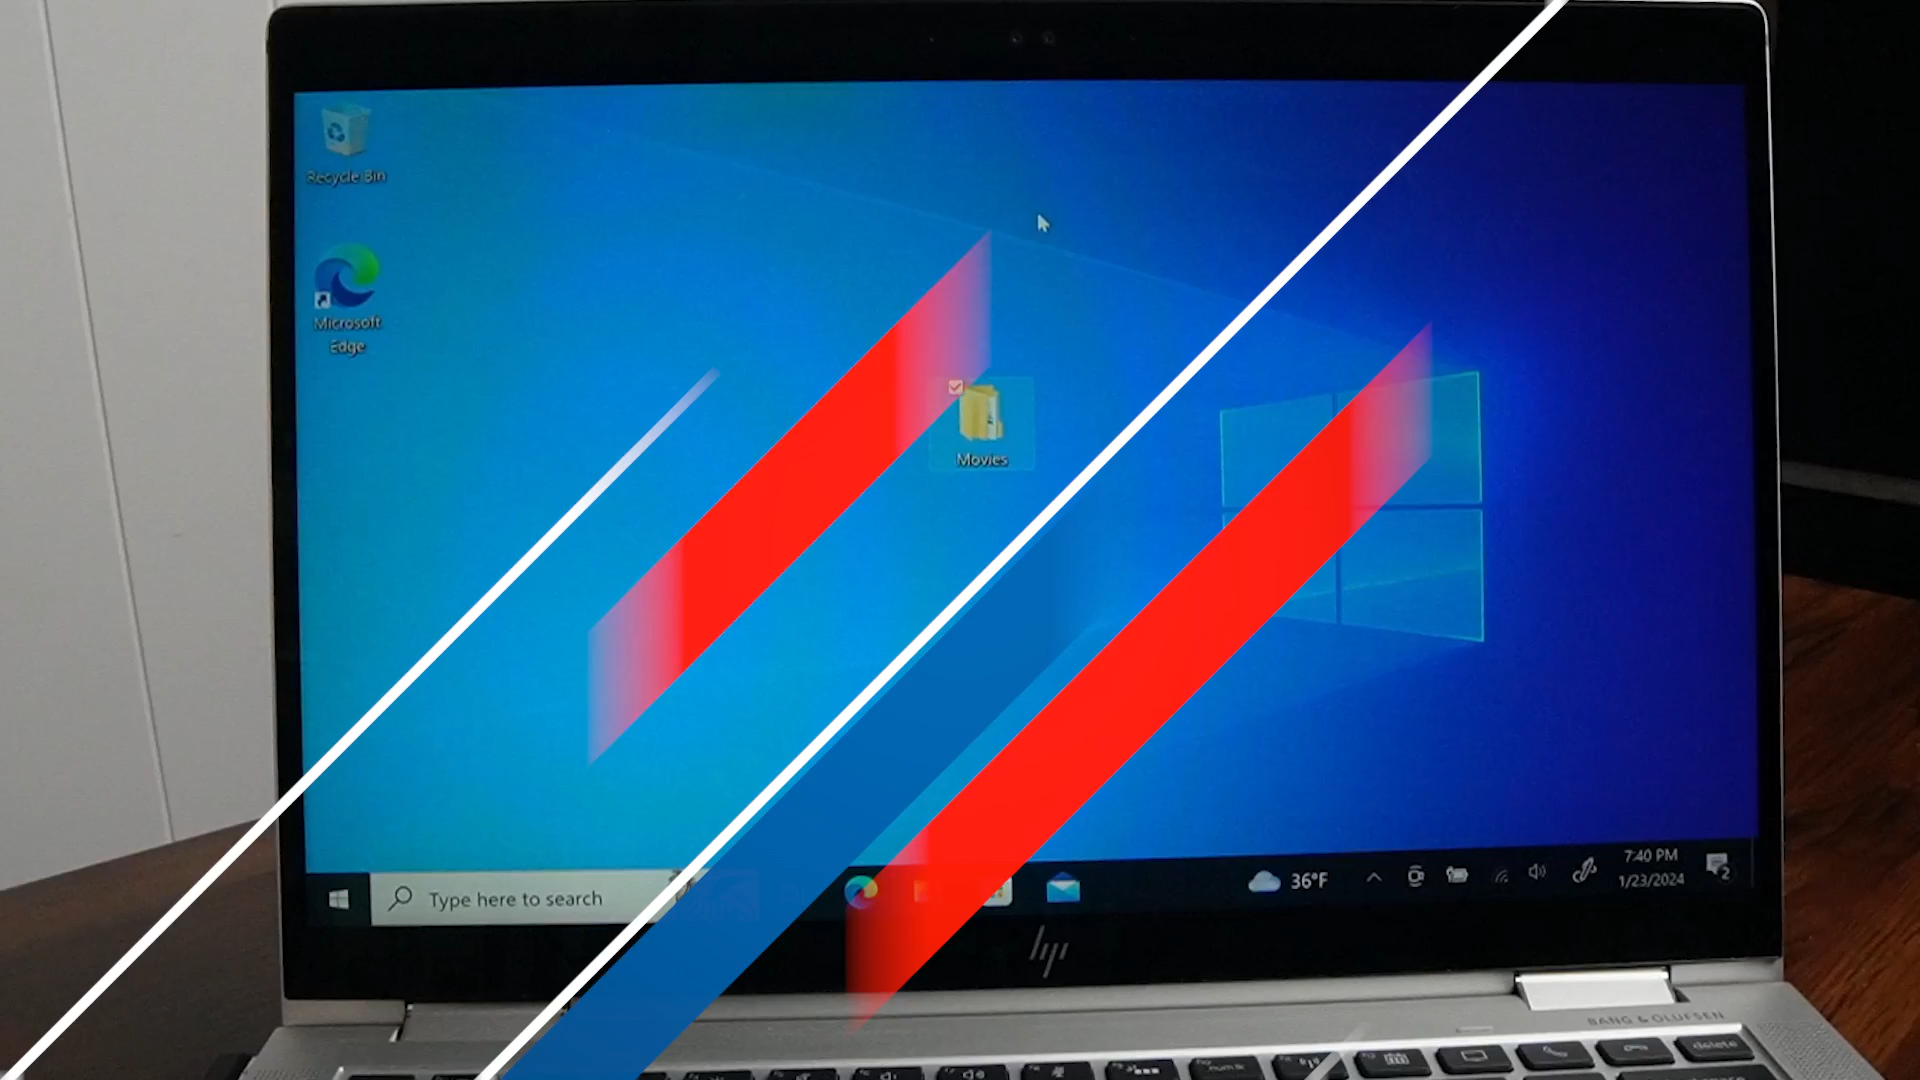 Recycle Bin
Microsoft
Edge
Movies
Type here to search
36°F
7:40 PM
1/23/2024
2
hp
BANG & OLUFSEN
delete